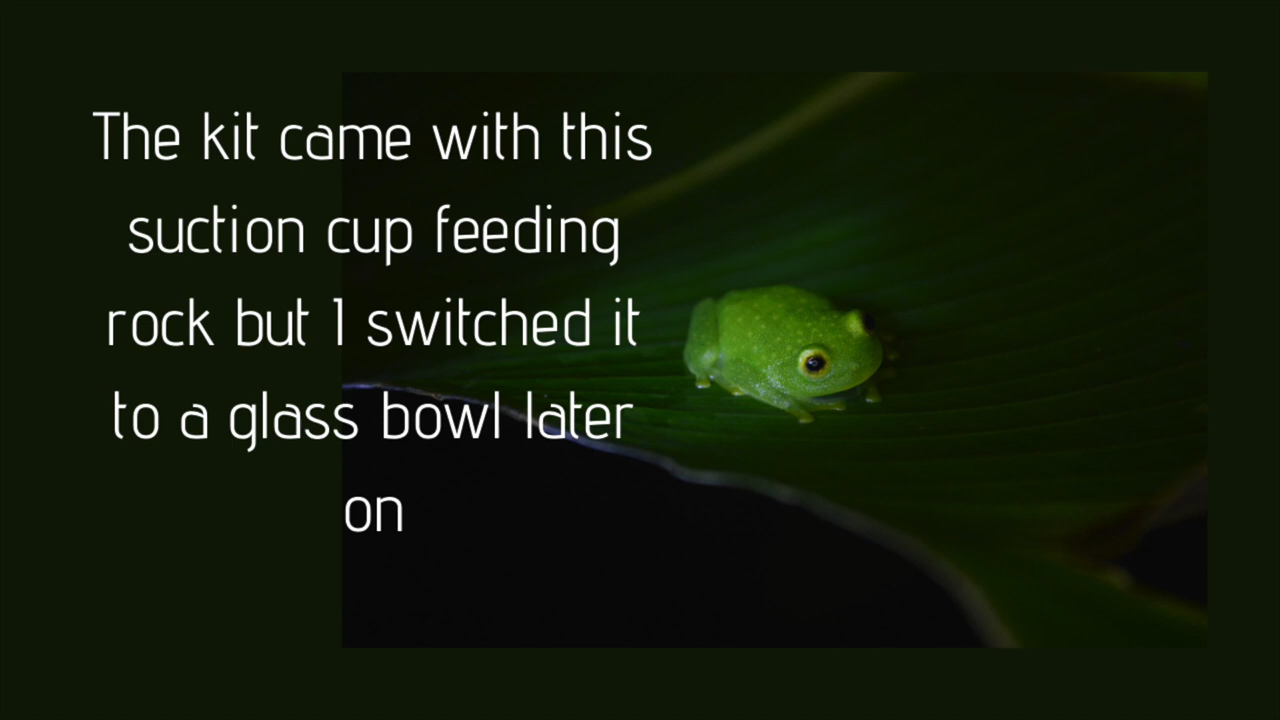 The kit came with this
suction cup feeding
rock but I switched it
to a glass bowl later
on